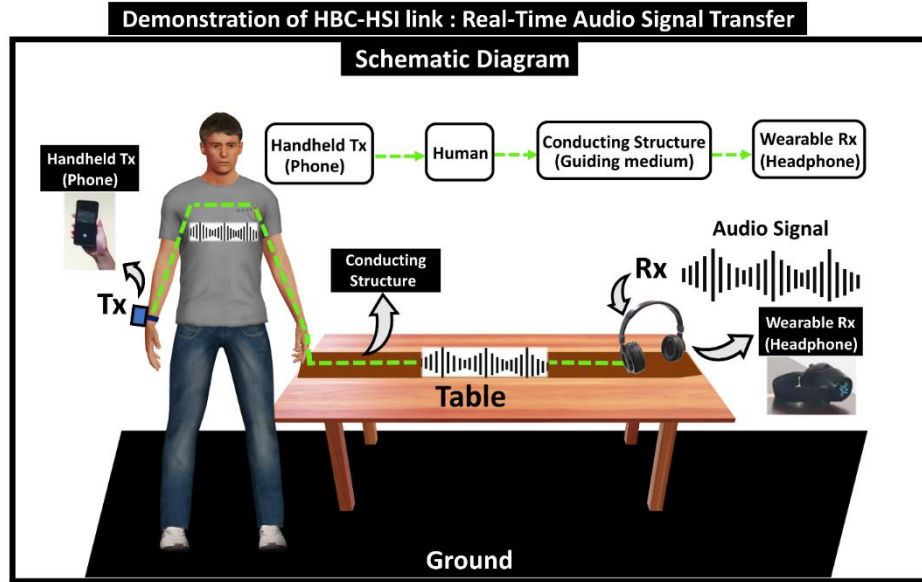 Demonstration of HBC-HSI link : Real-Time Audio Signal Transfer
Schematic Diagram
Handheld Tx
(Phone)
Human
Conducting Structure
(Guiding medium)
Wearable Rx
(Headphone)
Handheld Tx
(Phone)
Tx
Conducting
Structure
Audio Signal
Rx
Wearable Rx
(Headphone)
Table
Ground